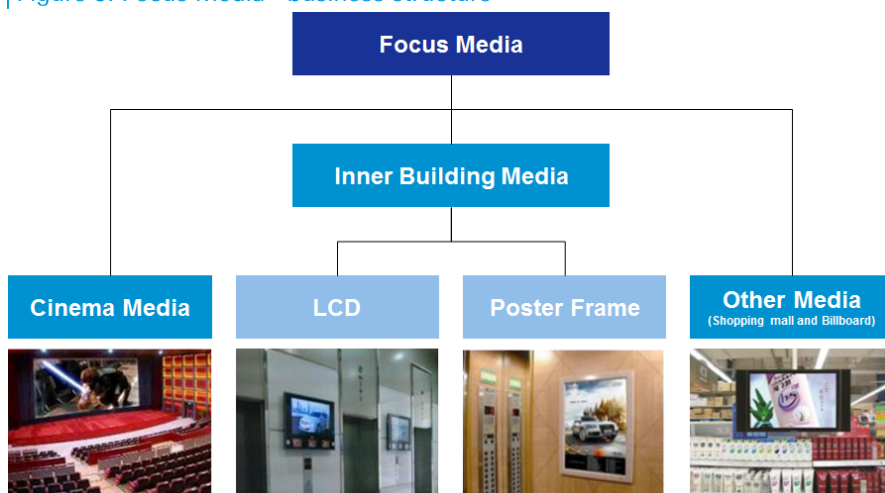 Focus Media
Inner Building Media
Cinema Media
LCD
Poster Frame
Other Media
(Shopping mall and Billboard)